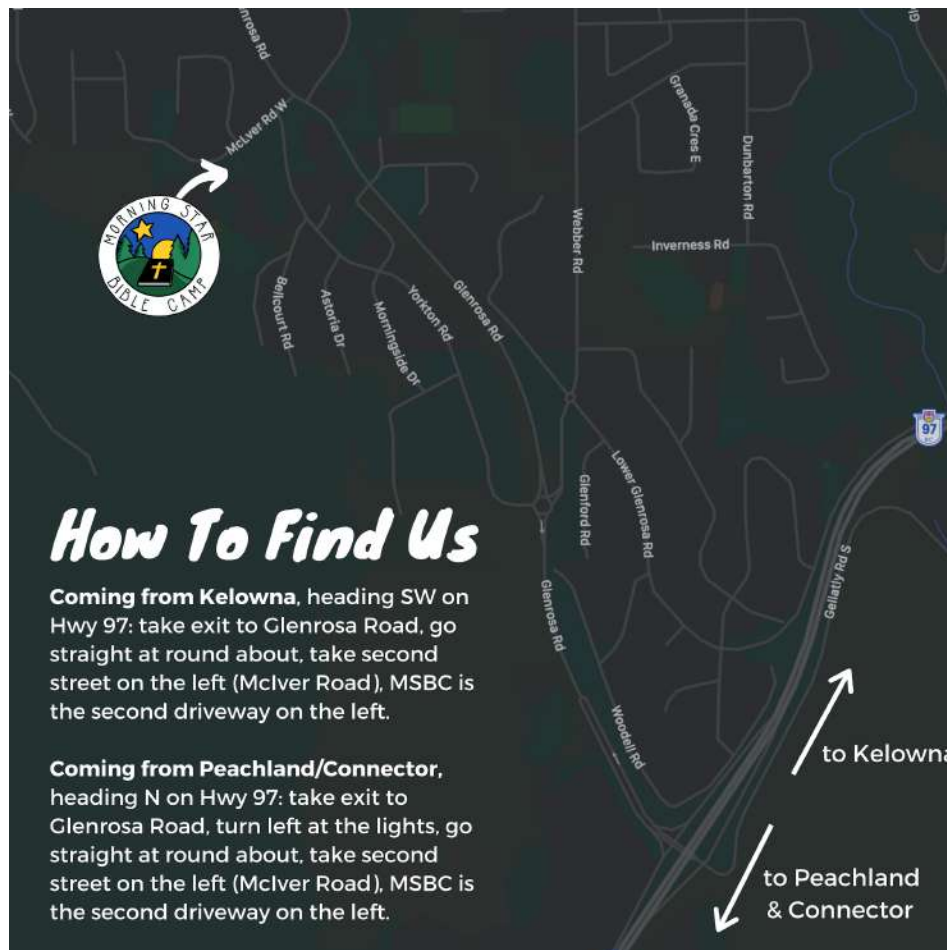 nrosa Rd
McLver Rd W
MORNING STAR
BIBLE CAMP
Granada Cres E
Dunbarton Rd
Webber Rd
Inverness Rd
Bellcourt Rd
Astoria Dr
Morningside Dr
Yorkton Rd
Glenrosa Rd
97
Lower Glenrosa Rd
Glenford Rd
Gellatly Rd S
Glenrosa Rd
Woodell Rd
How To Find Us
Coming from Kelowna, heading SW on
Hwy 97: take exit to Glenrosa Road, go
straight at round about, take second
street on the left (McIver Road), MSBC is
the second driveway on the left.
Coming from Peachland/Connector,
heading N on Hwy 97: take exit to
Glenrosa Road, turn left at the lights, go
straight at round about, take second
street on the left (McIver Road), MSBC is
the second driveway on the left.
to Kelowna
to Peachland
& Connector